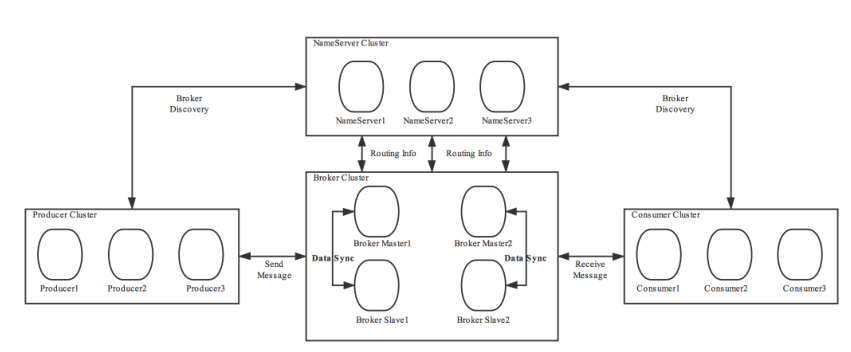 NameServer Cluster
NameServer1
NameServer2
NameServer3
Broker
Discovery
Broker
Discovery
Routing Info
Routing Info
Broker Cluster
Producer Cluster
Producer1
Producer2
Producer3
Send
Message
Broker Master1
Broker Master2
Data Sync
Data Sync
Broker Slave1
Broker Slave2
Receive
Message
Consumer Cluster
Consumer1
Consumer2
Consumer3